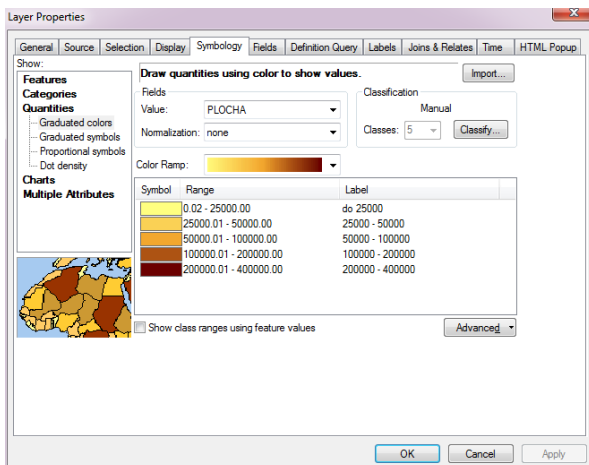 Layer Properties
General Source Selection Display Symbology Fields Definition Query Labels Joins & Relates Time HTML Popup
Show:
Features
Categories
Quantities
Graduated colors
Graduated symbols
Proportional symbols
Dot density
Charts
Multiple Attributes
Draw quantities using color to show values.
Import...
Fields
Value: PLOCHA
Normalization: none
Classification
Manual
Classes: 5 Classify...
Color Ramp:
Symbol Range Label
0.02 - 25000.00 do 25000
25000.01 - 50000.00 25000 - 50000
50000.01 - 100000.00 50000 - 100000
100000.01 - 200000.00 100000 - 200000
200000.01 - 400000.00 200000 - 400000
Show class ranges using feature values
Advanced
OK Cancel Apply